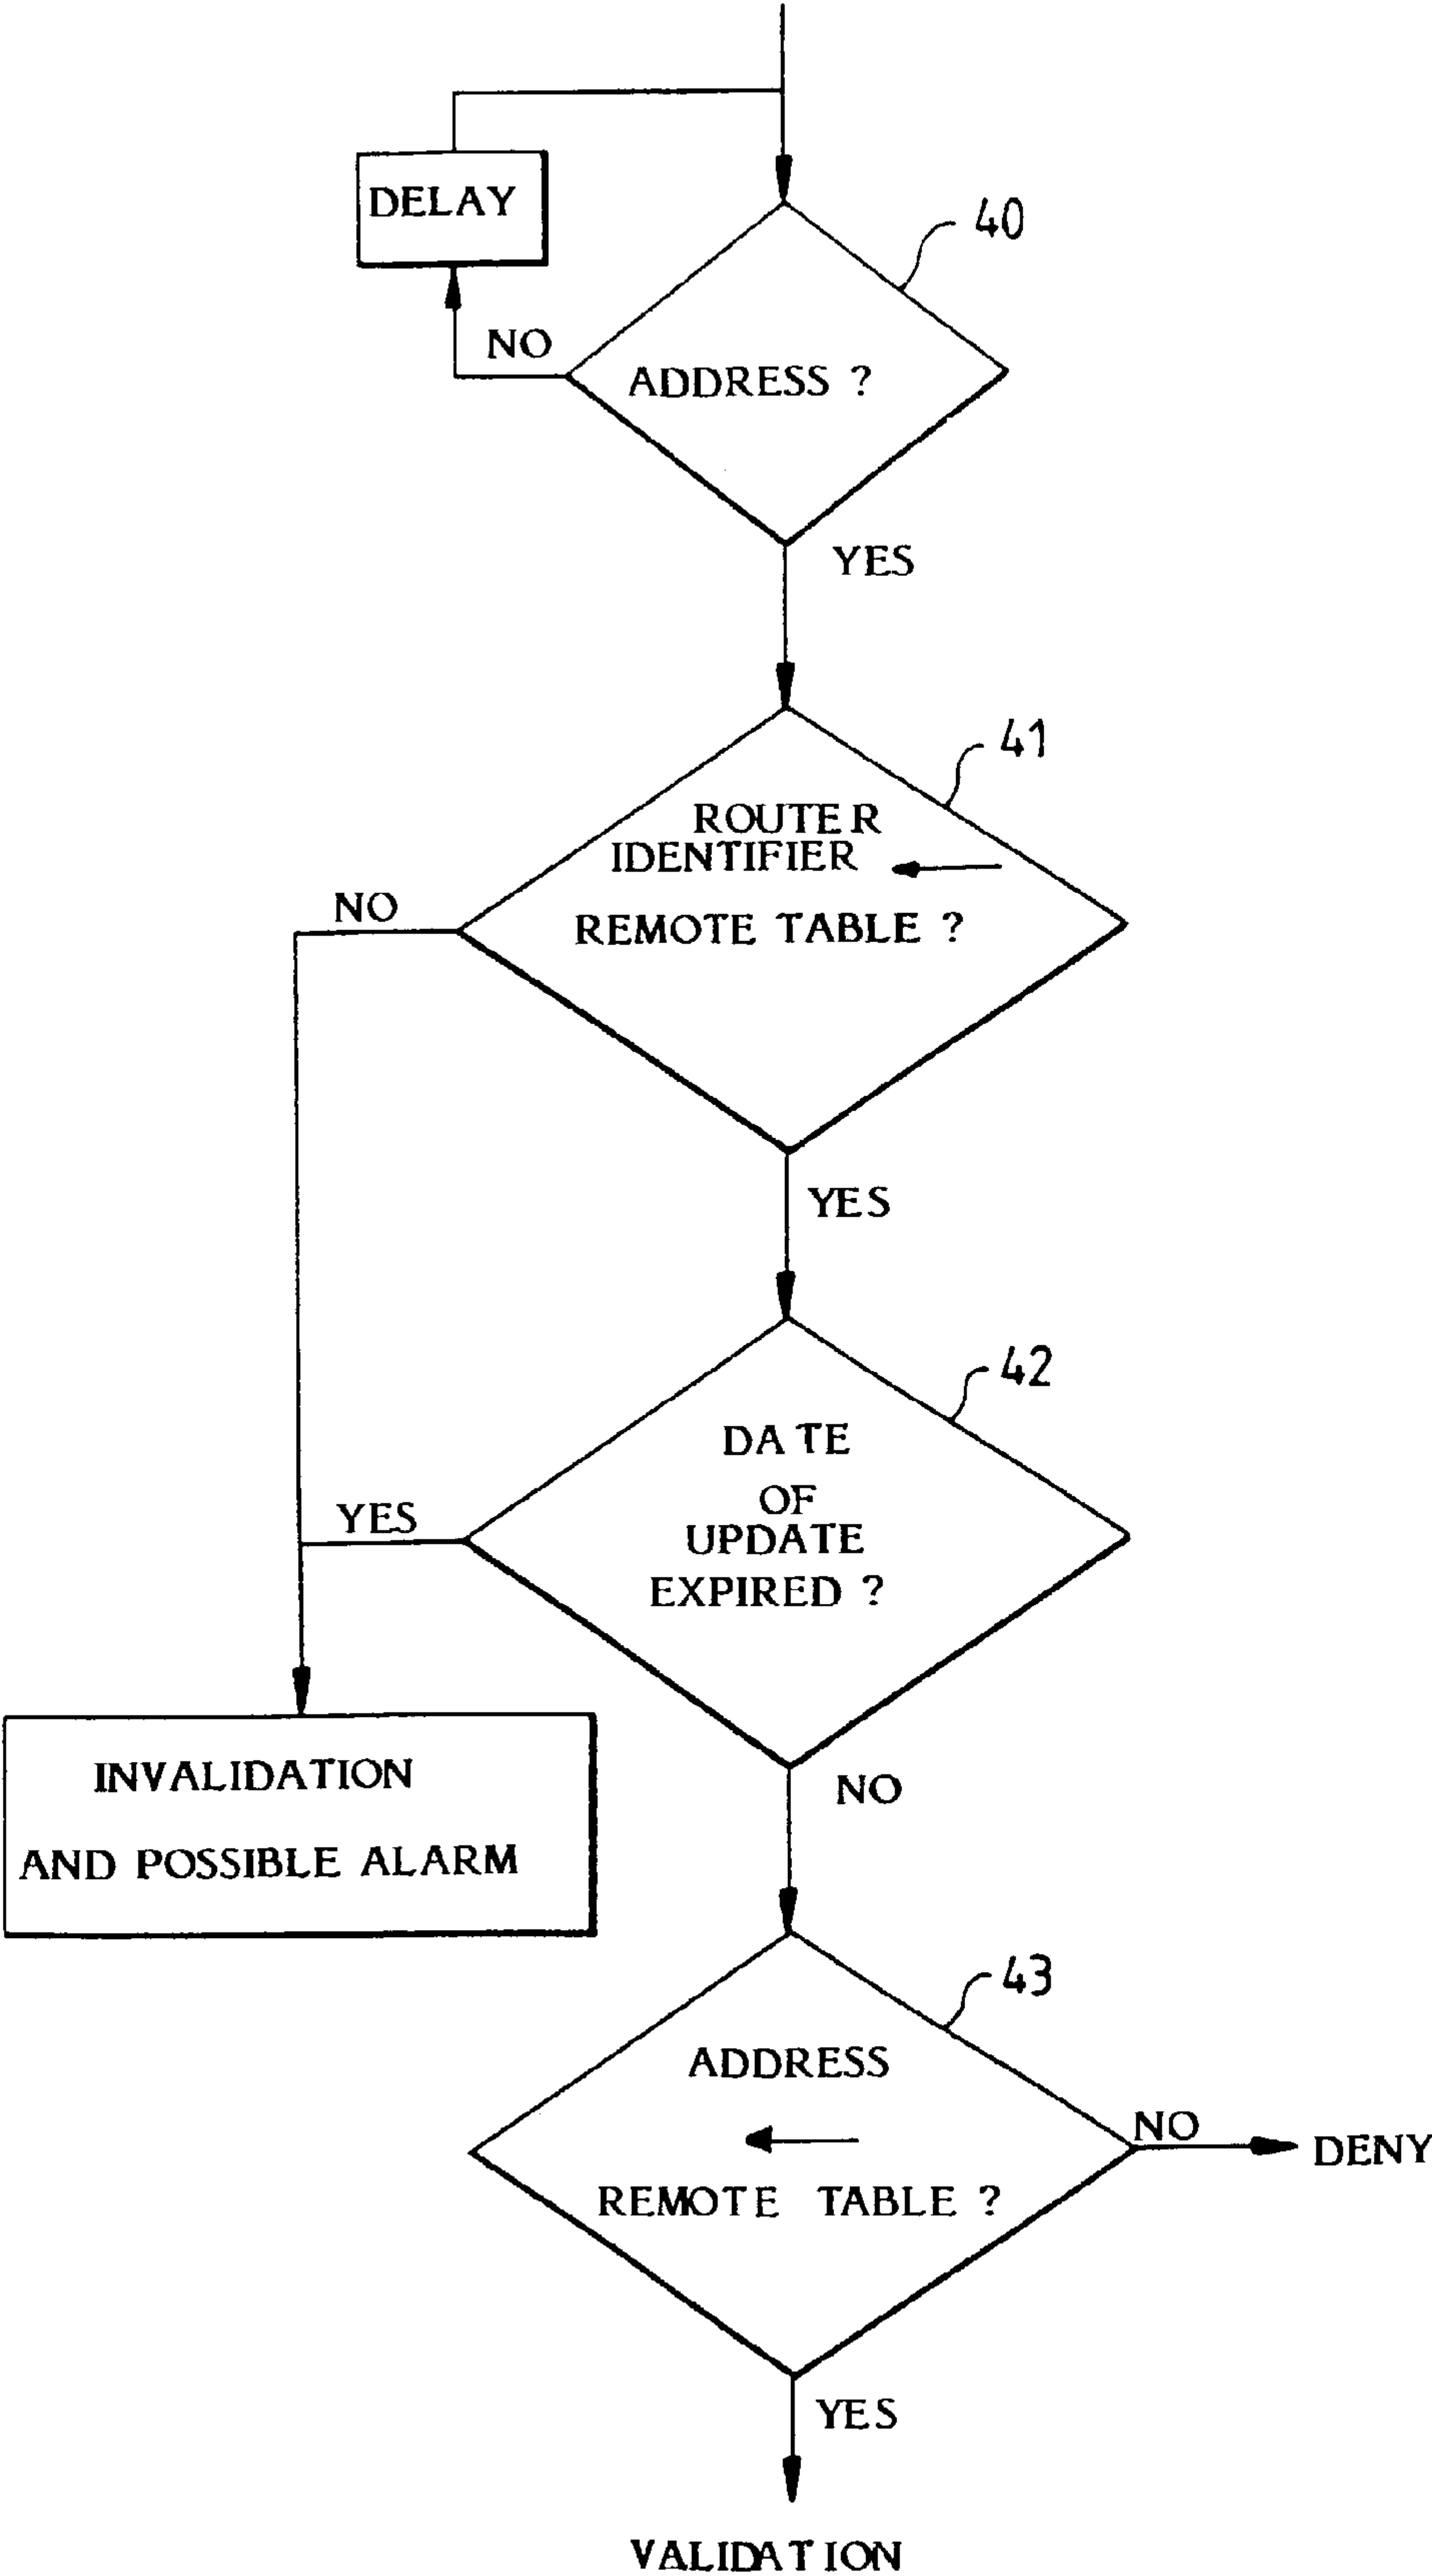 DELAY
40
NO
ADDRESS ?
YES
41
ROUTER
IDENTIFIER
REMOTE TABLE ?
NO
YES
42
DATE
OF
UPDATE
EXPIRED ?
YES
INVALIDATION
AND POSSIBLE ALARM
NO
43
ADDRESS
REMOTE TABLE ?
NO
DENY
YES
VALIDATION